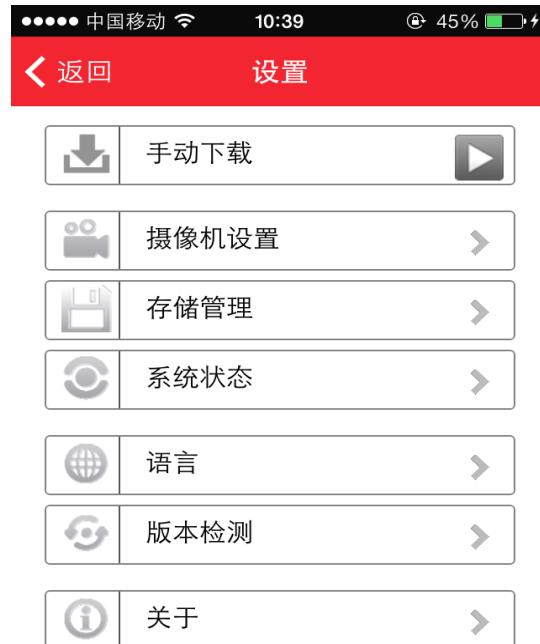 中国移动 10:39 45%
返回 设置
手动下载
摄像机设置
存储管理
系统状态
语言
版本检测
关于